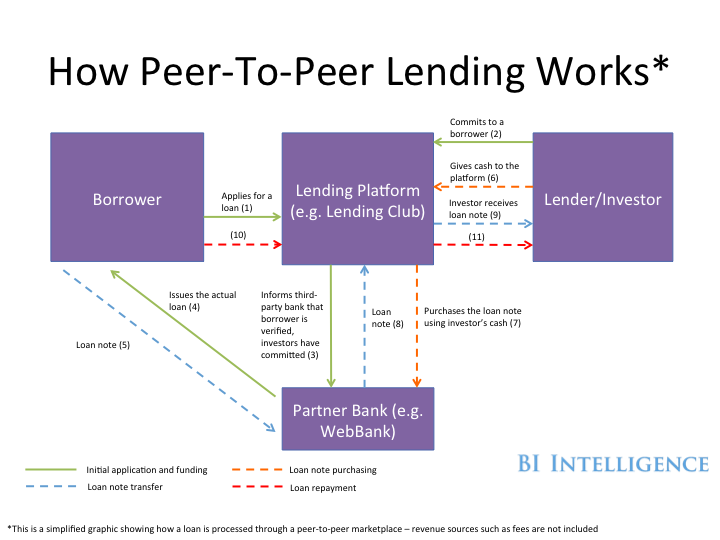 How Peer-To-Peer Lending Works*
Commits to a
borrower (2)
Borrower
Lending Platform
(e.g. Lending Club)
Lender/Investor
Gives cash to the
platform (6)
Applies for a
loan (1)
Investor receives
loan note (9)
(10)
(11)
Issues the actual
loan (4)
Informs third-
party bank that
borrower is
verified,
investors have
committed (3)
Loan
note (8)
Purchases the loan note
using investor's cash (7)
Loan note (5)
Partner Bank (e.g.
WebBank)
BI INTELLIGENCE
Initial application and funding
Loan note purchasing
Loan note transfer
Loan repayment
*This is a simplified graphic showing how a loan is processed through a peer-to-peer marketplace – revenue sources such as fees are not included